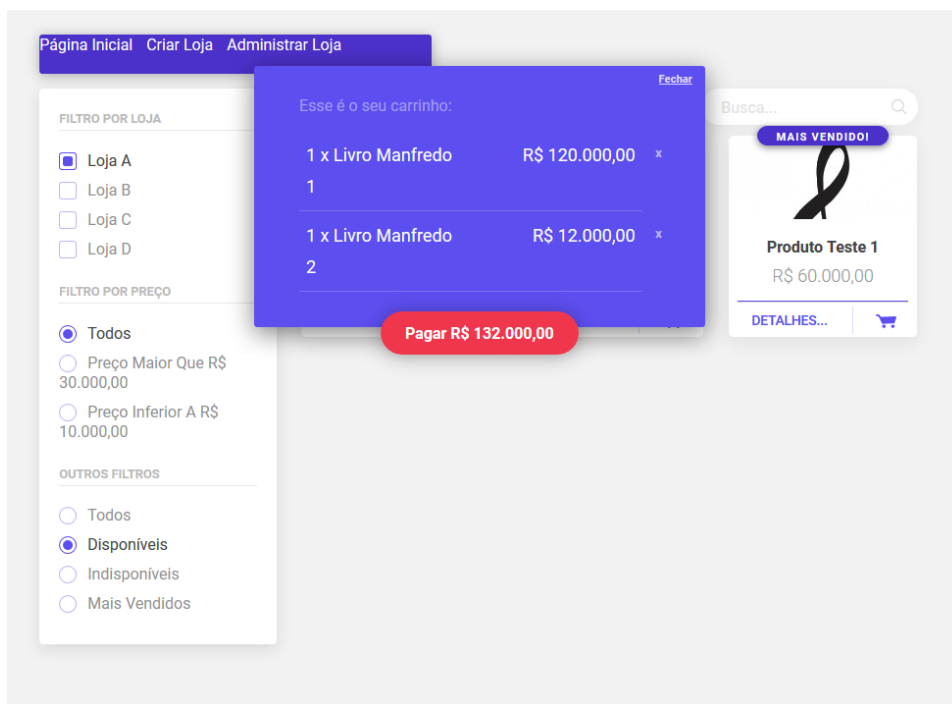 Página Inicial Criar Loja Administrar Loja
Fechar
Esse é o seu carrinho:
1 x Livro Manfredo R$ 120.000,00 x
1
1 x Livro Manfredo R$ 12.000,00 x
2
Pagar R$ 132.000,00
FILTRO POR LOJA
Loja A
Loja B
Loja C
Loja D
FILTRO POR PREÇO
Todos
Preço Maior Que R$
30.000,00
Preço Inferior A R$
10.000,00
OUTROS FILTROS
Todos
Disponíveis
Indisponíveis
Mais Vendidos
Busca...
MAIS VENDIDO!
Produto Teste 1
R$ 60.000,00
DETALHES...